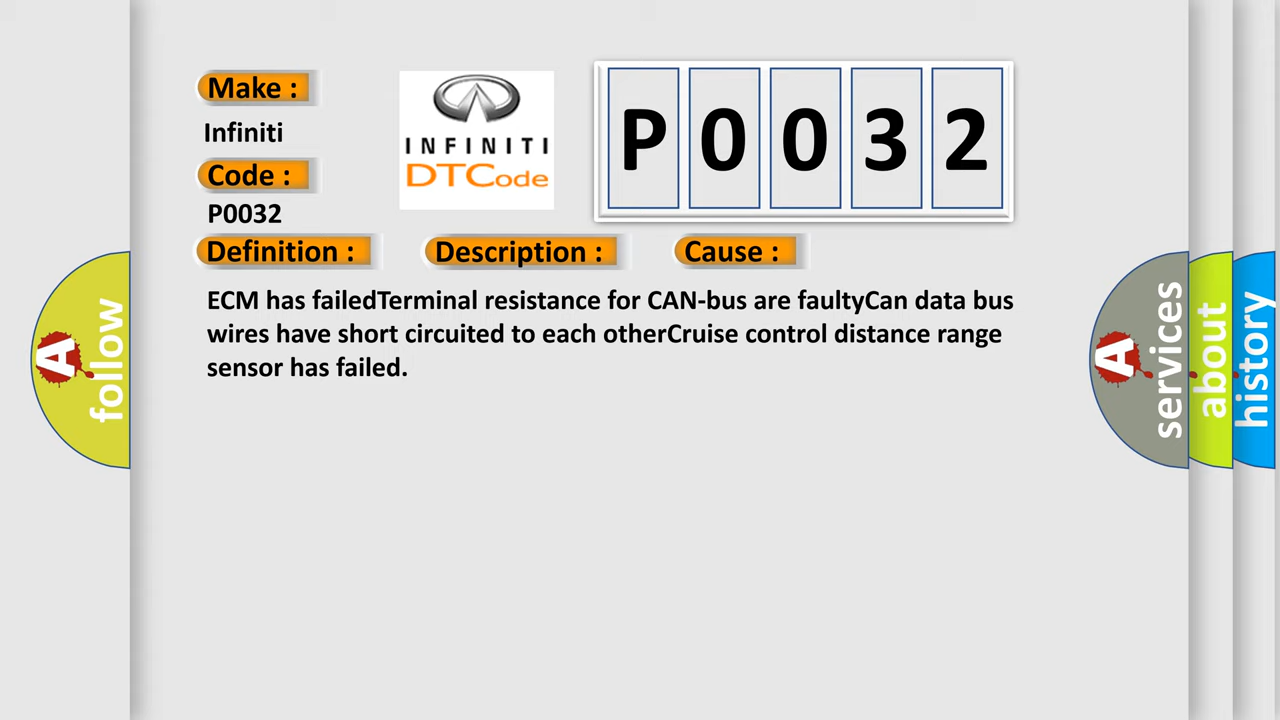 Make :
Infiniti
Code :
P0032
INFINITI
DTCode
P0032
Definition :
Description :
Cause :
ECM has failedTerminal resistance for CAN-bus are faultyCan data bus
wires have short circuited to each otherCruise control distance range
sensor has failed.
A follow
A services
about
history